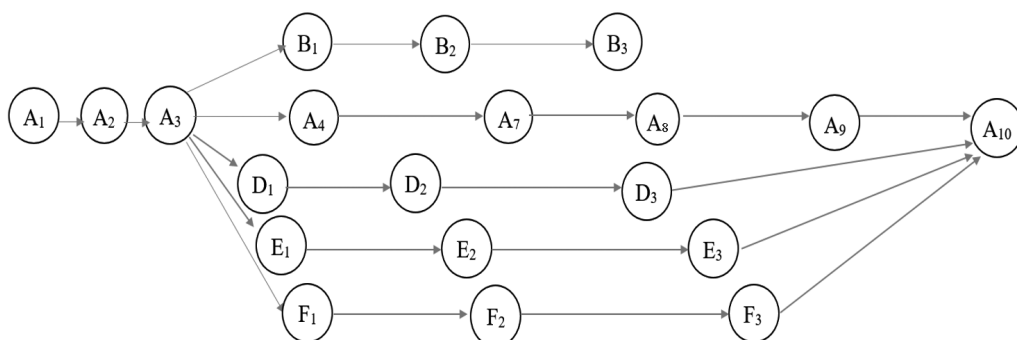 B₁ B₂ B₃
A₁ A₂ A₃ A₄ A₇ A₈ A₉ A₁₀
D₁ D₂ D₃
E₁ E₂ E₃
F₁ F₂ F₃